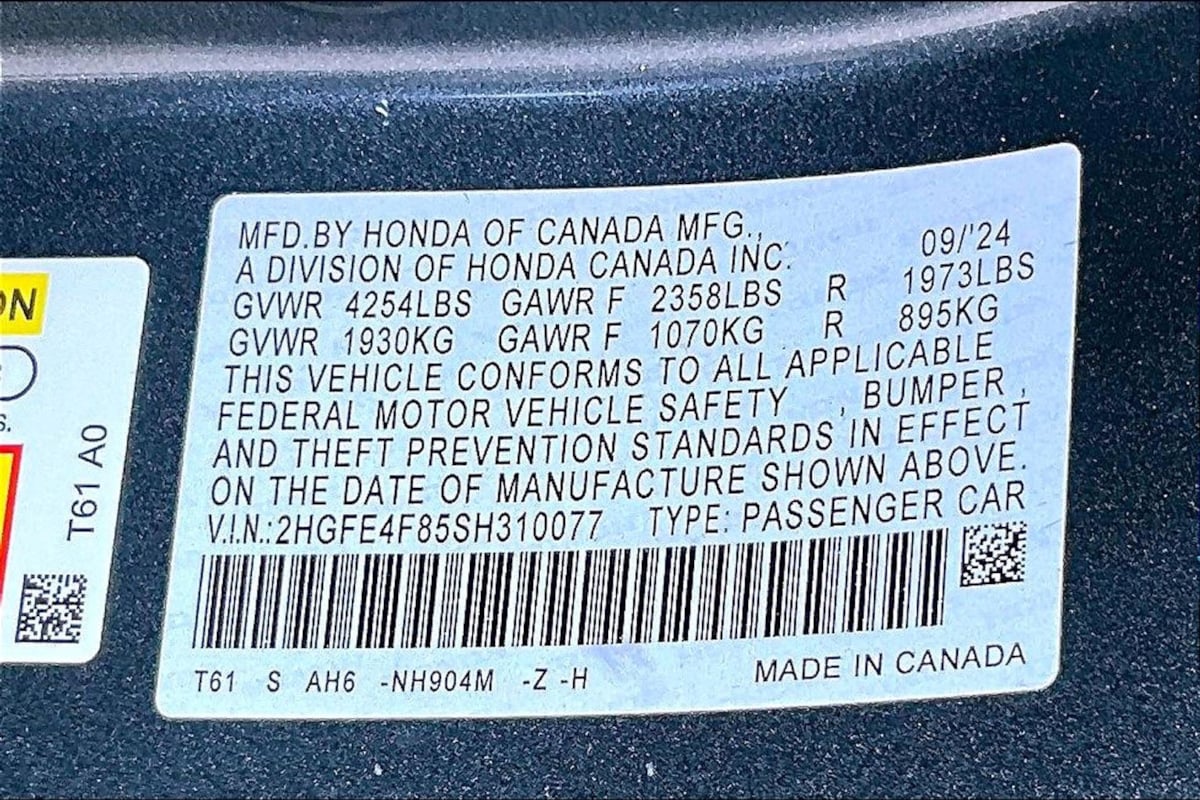 MFD.BY HONDA OF CANADA MFG.,
A DIVISION OF HONDA CANADA INC. 09/'24
GVWR 4254LBS GAWR F 2358LBS R 1973LBS
GVWR 1930KG GAWR F 1070KG R 895KG
THIS VEHICLE CONFORMS TO ALL APPLICABLE
FEDERAL MOTOR VEHICLE SAFETY , BUMPER ,
AND THEFT PREVENTION STANDARDS IN EFFECT
ON THE DATE OF MANUFACTURE SHOWN ABOVE.
V.I.N.:2HGFE4F85SH310077 TYPE: PASSENGER CAR
T61 S AH6 -NH904M -Z -H MADE IN CANADA
T61 A0